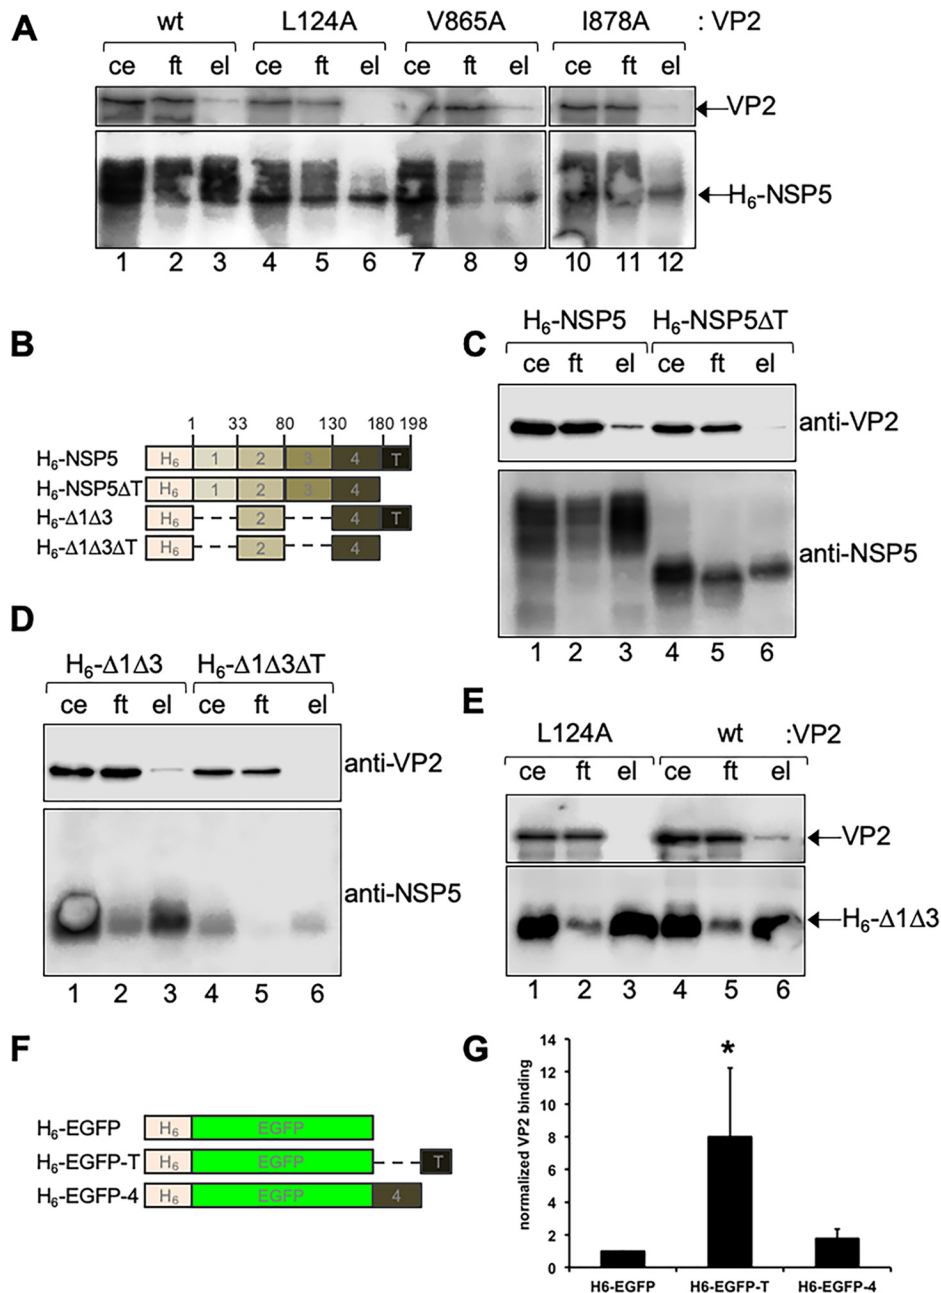 A
wt L124A V865A I878A : VP2
ce ft el ce ft el ce ft el ce ft el
VP2
H6-NSP5
1 2 3 4 5 6 7 8 9 10 11 12
B
1 33 80 130 180 198
H6-NSP5 H6 1 2 3 4 T
H6-NSP5ΔT H6 1 2 3 4
H6-Δ1Δ3 H6 2 4 T
H6-Δ1Δ3ΔT H6 2 4
C
H6-NSP5 H6-NSP5ΔT
ce ft el ce ft el
anti-VP2
anti-NSP5
1 2 3 4 5 6
D
H6-Δ1Δ3 H6-Δ1Δ3ΔT
ce ft el ce ft el
anti-VP2
anti-NSP5
1 2 3 4 5 6
E
L124A wt :VP2
ce ft el ce ft el
VP2
H6-Δ1Δ3
1 2 3 4 5 6
F
H6-EGFP H6 EGFP
H6-EGFP-T H6 EGFP T
H6-EGFP-4 H6 EGFP 4
G
normalized VP2 binding
14
12
10
8
6
4
2
0
*
H6-EGFP H6-EGFP-T H6-EGFP-4